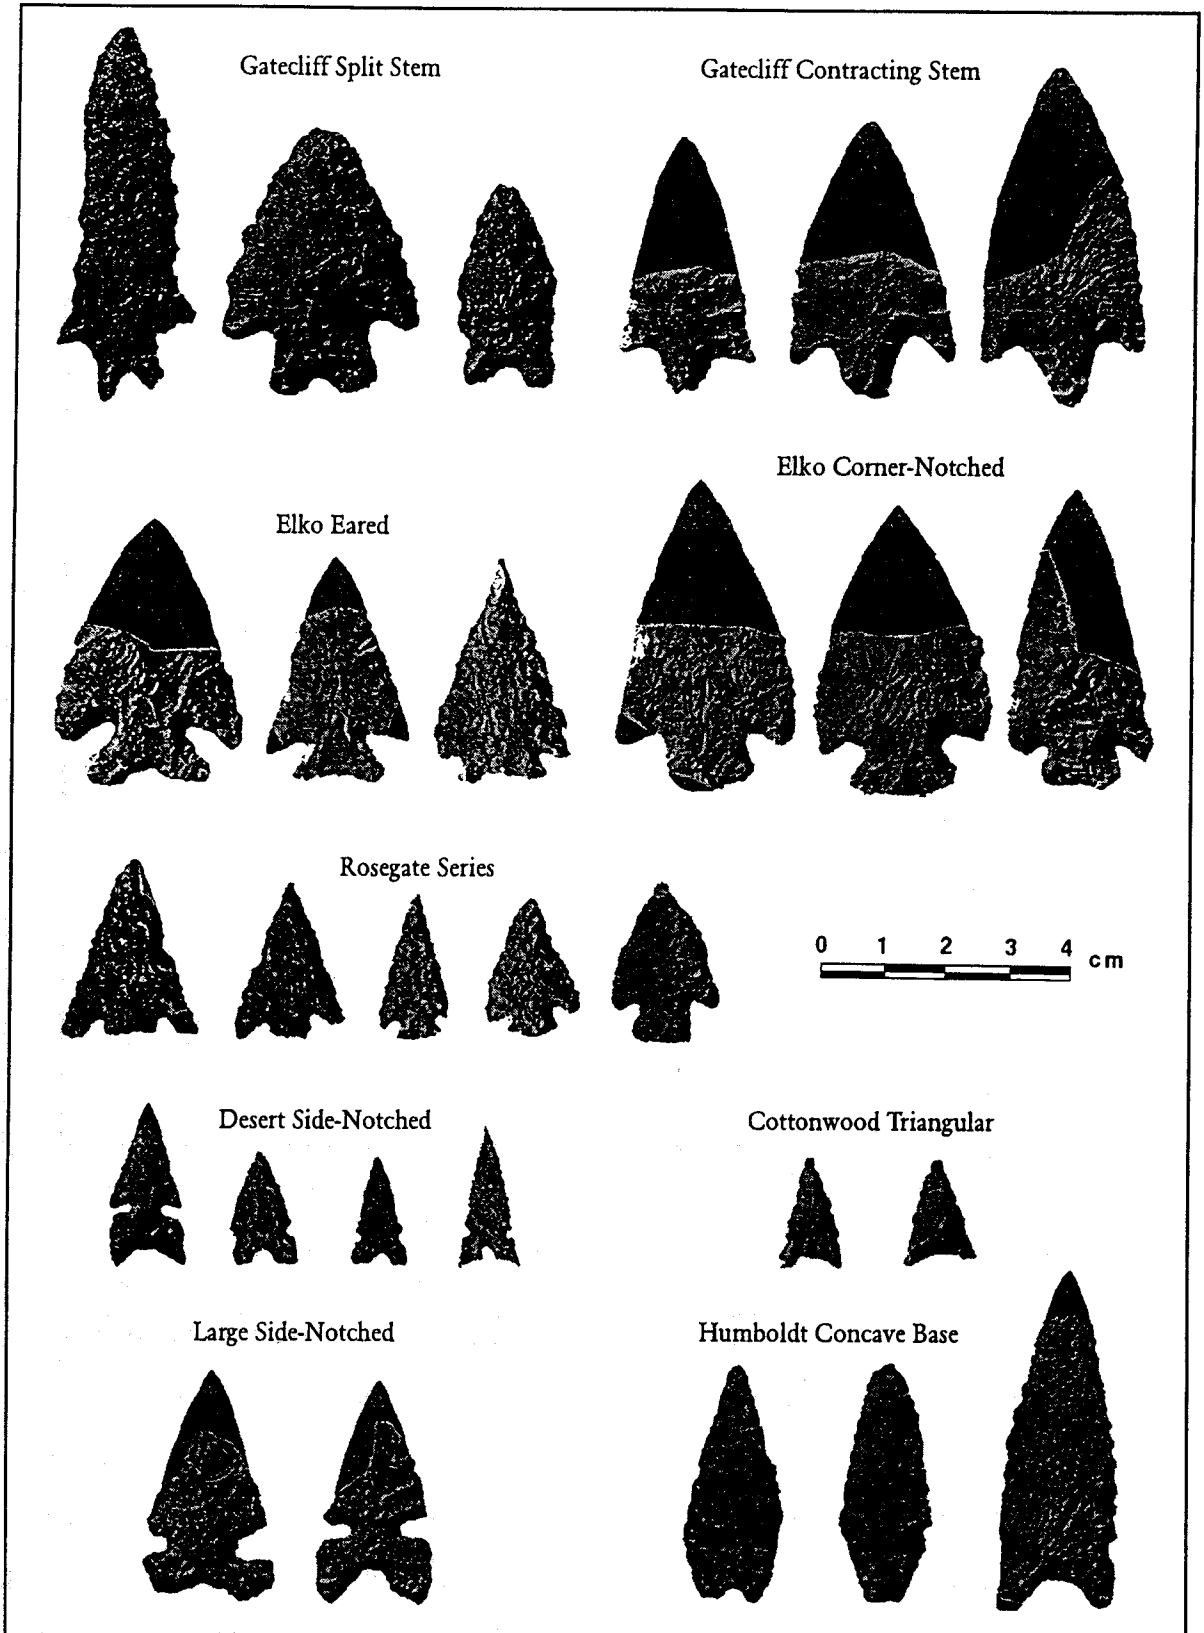 Gatecliff Split Stem
Gatecliff Contracting Stem
Elko Corner-Notched
Elko Eared
Rosegate Series
0 1 2 3 4 cm
Desert Side-Notched
Cottonwood Triangular
Large Side-Notched
Humboldt Concave Base